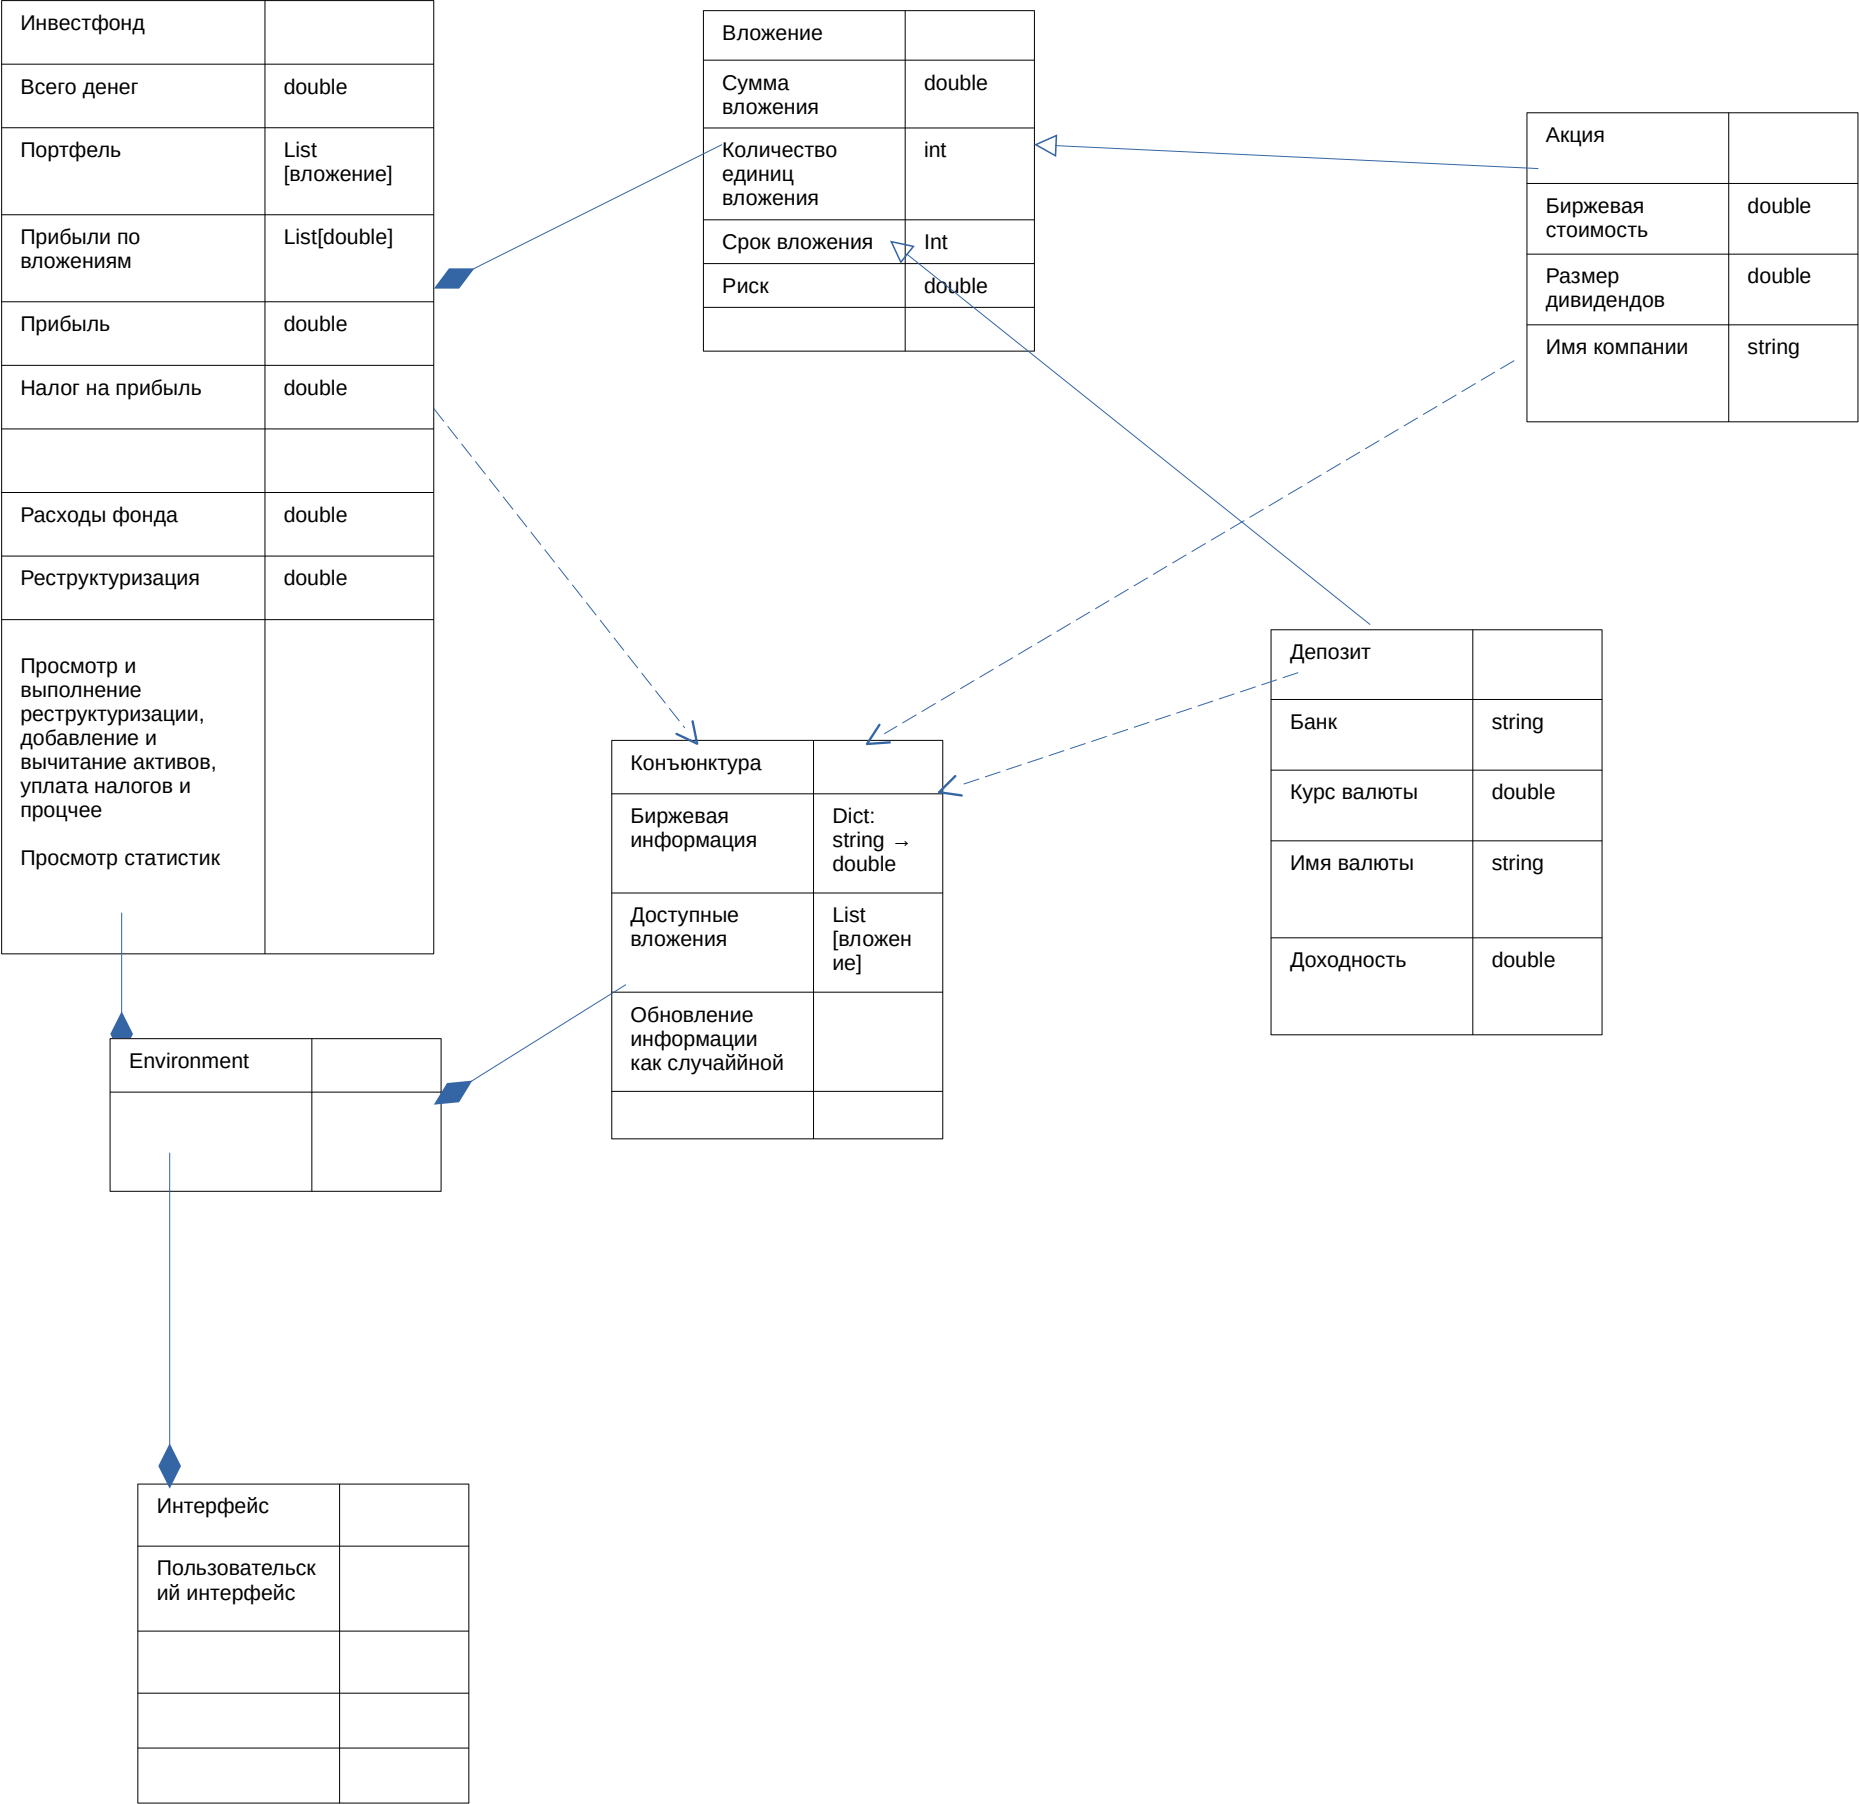 Инвестфонд
Всего денег
double
Портфель
List
[вложение]
Прибыли по
вложениям
List[double]
Прибыль
double
Налог на прибыль
double
Расходы фонда
double
Реструктуризация
double
Просмотр и
выполнение
реструктуризации,
добавление и
вычитание активов,
уплата налогов и
процчее
Просмотр статистик
Вложение
Сумма
вложения
double
Количество
единиц
вложения
int
Срок вложения
Int
Риск
double
Акция
Биржевая
стоимость
double
Размер
дивидендов
double
Имя компании
string
Депозит
Банк
string
Курс валюты
double
Имя валюты
string
Доходность
double
Конъюнктура
Биржевая
информация
Dict:
string →
double
Доступные
вложения
List
[вложен
ие]
Обновление
информации
как случаййной
Environment
Интерфейс
Пользовательск
ий интерфейс